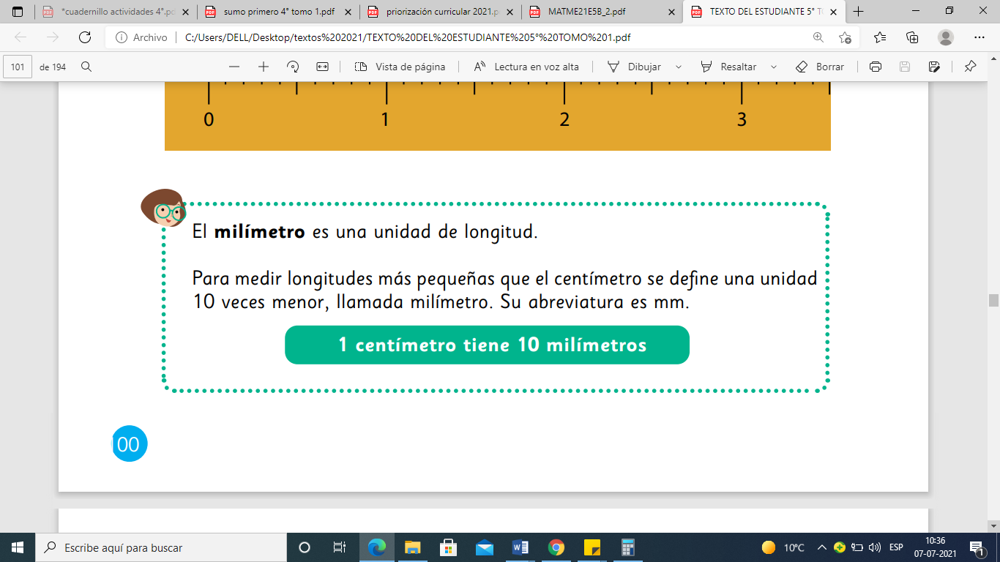 *cuadernillo actividades 4°.pd
sumo primero 4° tomo 1.pdf
priorización curricular 2021.p
MATME21E5B_2.pdf
TEXTO DEL ESTUDIANTE 5° T
Archivo
C:/Users/DELL/Desktop/textos%202021/TEXTO%20DEL%20ESTUDIANTE%205°%20TOMO%201.pdf
101 de 194
Vista de página
Lectura en voz alta
Dibujar
Resaltar
Borrar
0 1 2 3
El milímetro es una unidad de longitud.
Para medir longitudes más pequeñas que el centímetro se define una unidad
10 veces menor, llamada milímetro. Su abreviatura es mm.
1 centímetro tiene 10 milímetros
00
Escribe aquí para buscar
10°C
ESP
10:36
07-07-2021
1